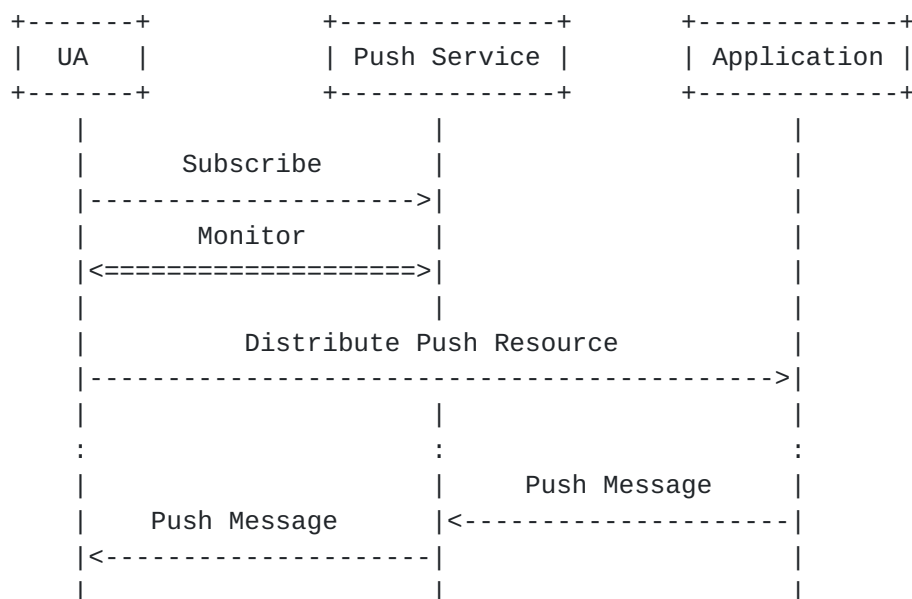 UA Push Service Application
Subscribe
Monitor
Distribute Push Resource
Push Message
Push Message